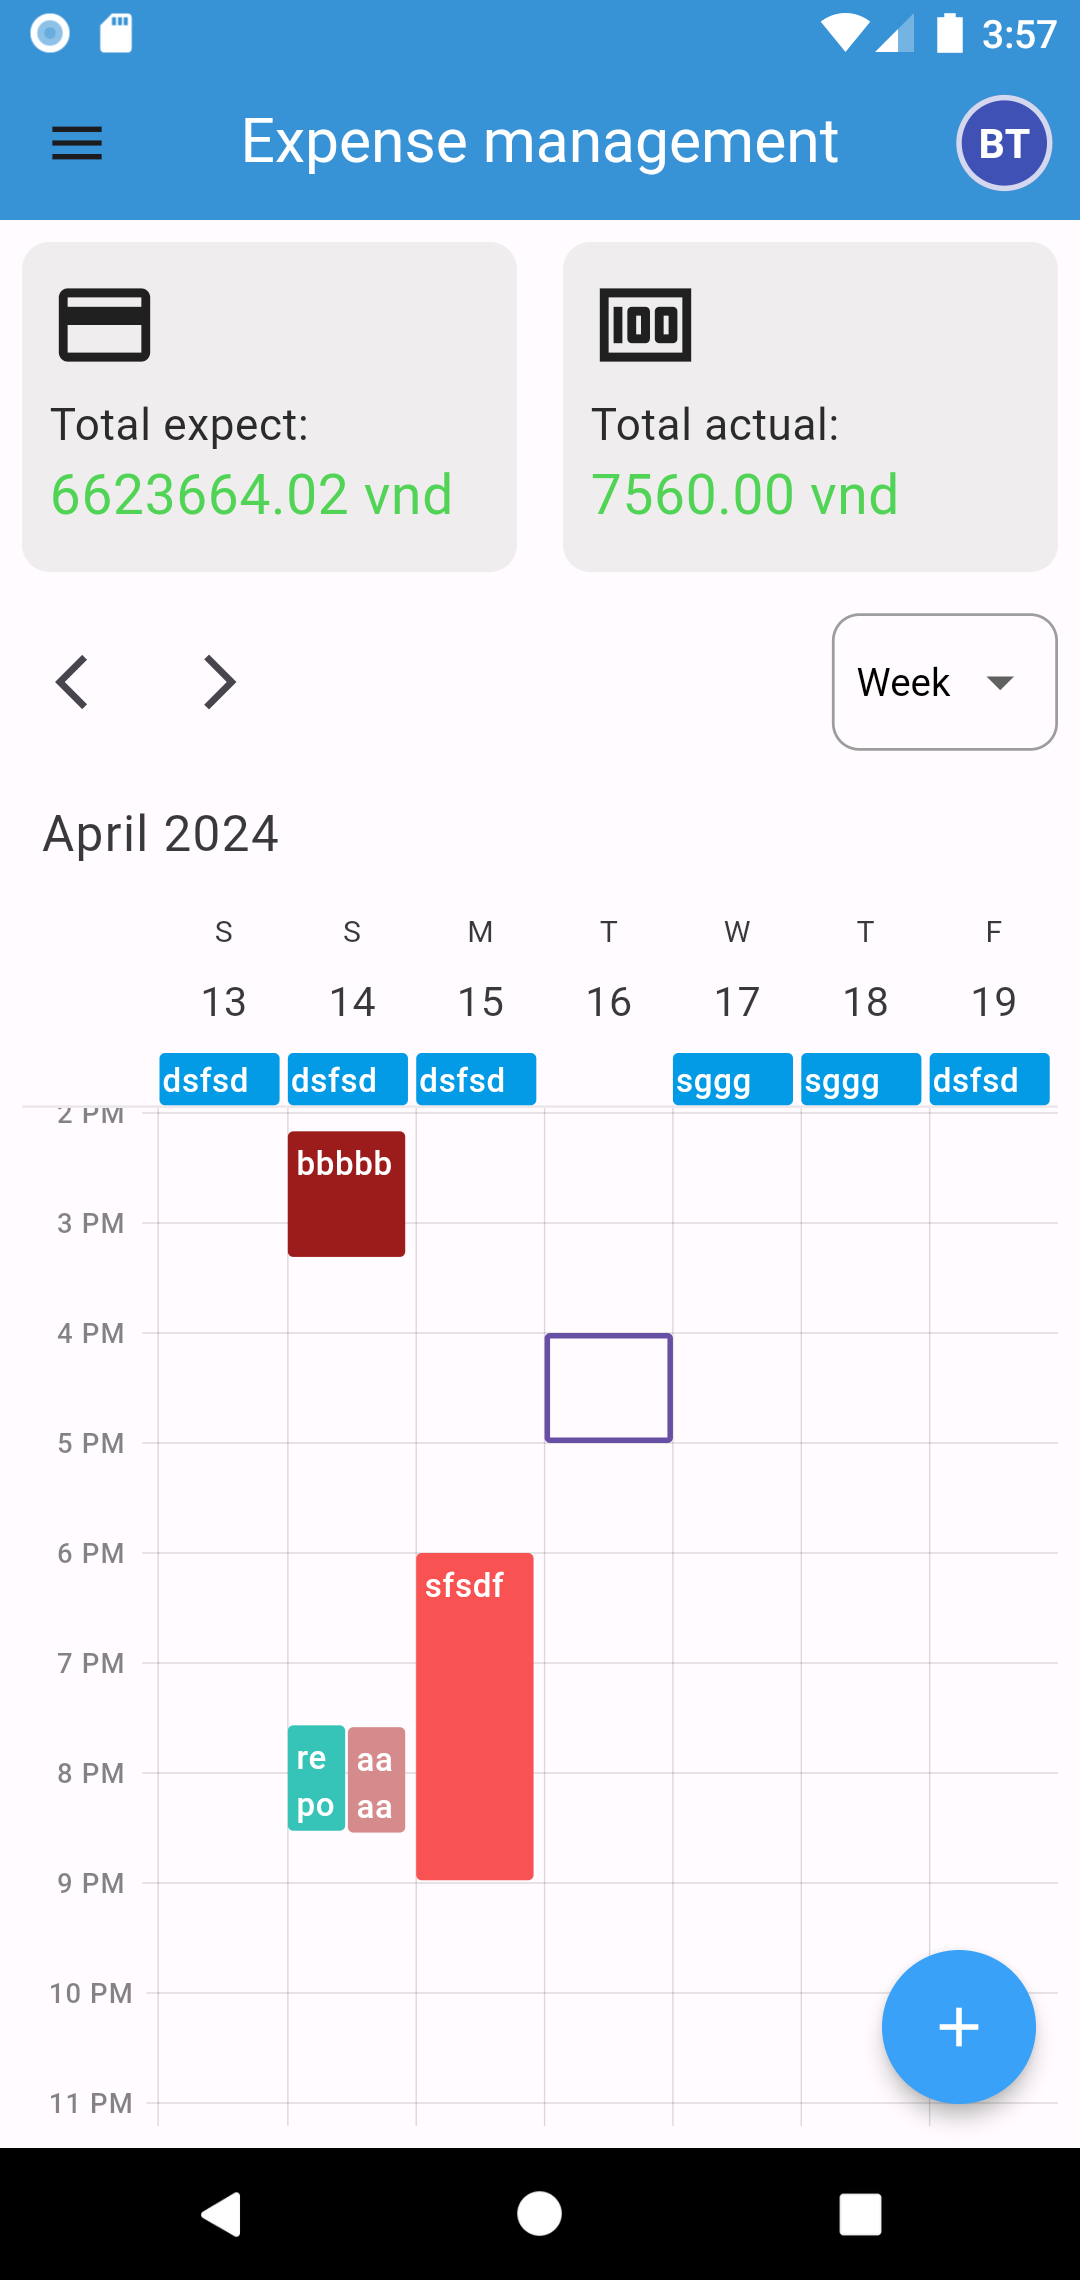 3:57
Expense management
BT
100
Total expect:
6623664.02 vnd
Total actual:
7560.00 vnd
Week
April 2024
S S M T W T F
13 14 15 16 17 18 19
dsfsd dsfsd dsfsd sggg sggg dsfsd
2 PM
bbbbb
3 PM
4 PM
5 PM
6 PM
sfsdf
7 PM
re
po
aa
aa
8 PM
9 PM
10 PM
11 PM